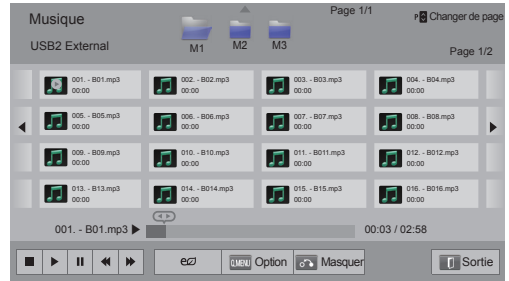 Musique
Page 1/1
P Changer de page
USB2 External
M1 M2 M3
Page 1/2
001. - B01.mp3
00:00
002. - B02.mp3
00:00
003. - B03.mp3
00:00
004. - B04.mp3
00:00
005. - B05.mp3
00:00
006. - B06.mp3
00:00
007. - B07.mp3
00:00
008. - B08.mp3
00:00
009. - B09.mp3
00:00
010. - B10.mp3
00:00
011. - B011.mp3
00:00
012. - B012.mp3
00:00
013. - B13.mp3
00:00
014. - B014.mp3
00:00
015. - B15.mp3
00:00
016. - B016.mp3
00:00
001. - B01.mp3
00:03 / 02:58
Q.MENU Option
Masquer
Sortie